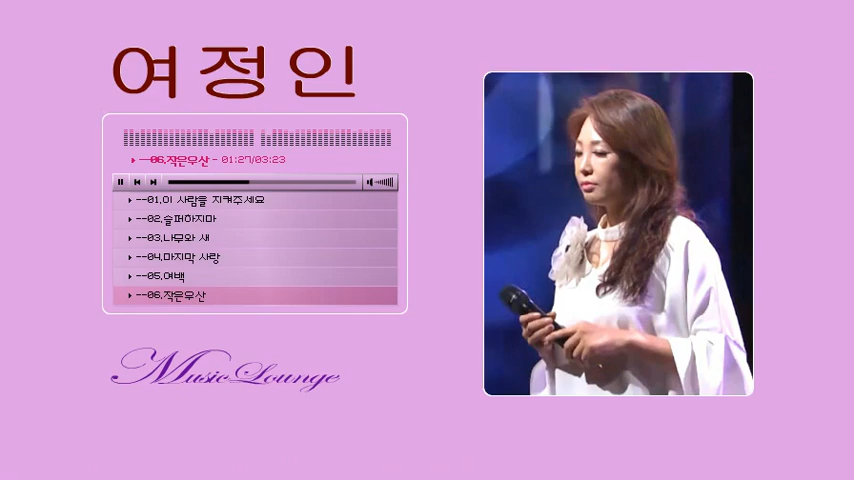 여정인
--06.작은우산 - 01:27/03:23
--01.이 사람을 지켜주세요
--02.슬퍼하지마
--03.나무와 새
--04.마지막 사랑
--05.여백
--06.작은우산
Music Lounge